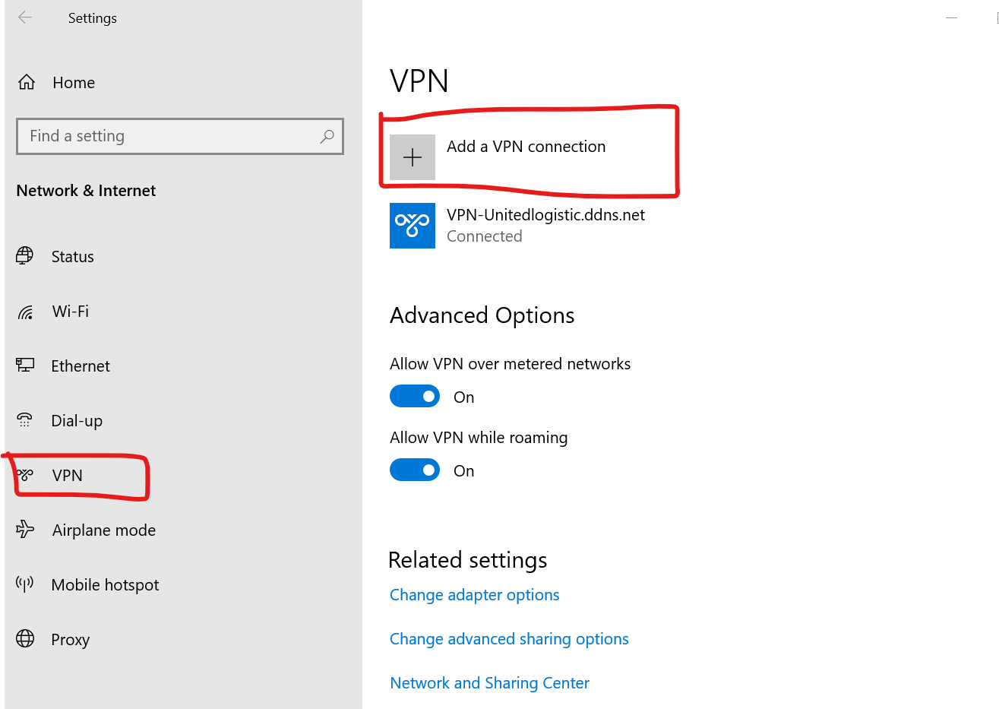 Settings
Home
Find a setting
Network & Internet
Status
Wi-Fi
Ethernet
Dial-up
VPN
Airplane mode
Mobile hotspot
Proxy
VPN
Add a VPN connection
VPN-Unitedlogistic.ddns.net
Connected
Advanced Options
Allow VPN over metered networks
On
Allow VPN while roaming
On
Related settings
Change adapter options
Change advanced sharing options
Network and Sharing Center